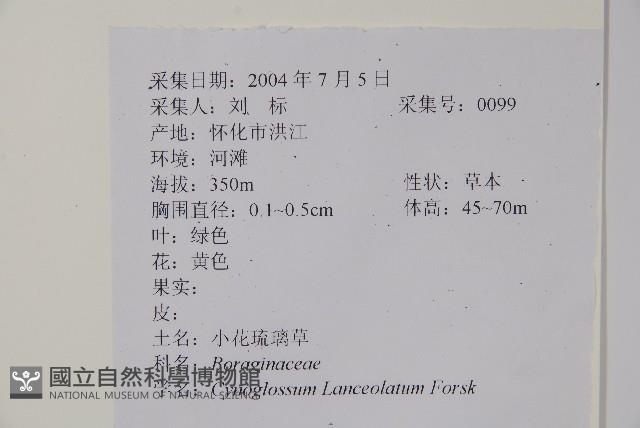 采集日期：2004 年 7 月 5 日
采集人：刘　标　　采集号：0099
产地：怀化市洪江
环境：河滩
海拔：350m　　性状：草本
胸围直径：0.1~0.5cm　　体高：45~70m
叶：绿色
花：黄色
果实：
皮：
土名：小花琉璃草
科名：Boraginaceae
学名：Cynoglossum Lanceolatum Forsk
國立自然科學博物館
NATIONAL MUSEUM OF NATURAL SCIENCE